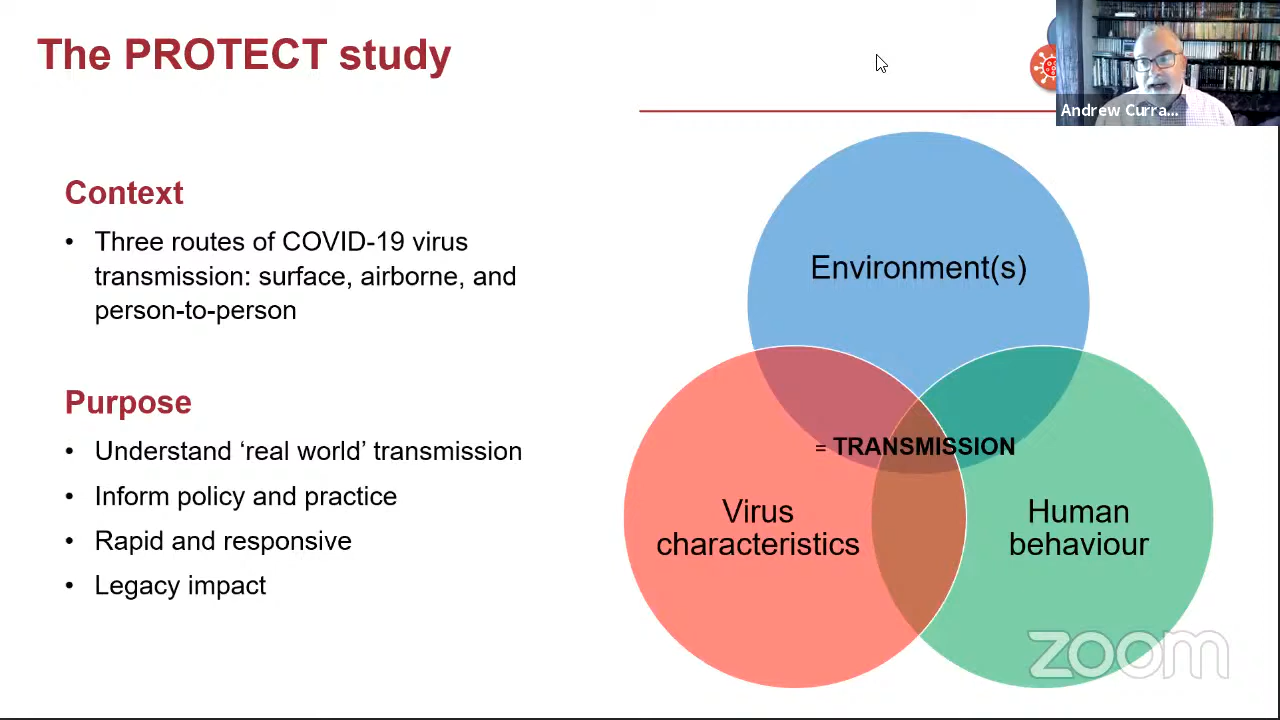 The PROTECT study
Andrew Curra...
Context
• Three routes of COVID-19 virus
transmission: surface, airborne, and
person-to-person
Purpose
• Understand ‘real world’ transmission
• Inform policy and practice
• Rapid and responsive
• Legacy impact
Environment(s)
= TRANSMISSION
Virus
characteristics
Human
behaviour
zoom